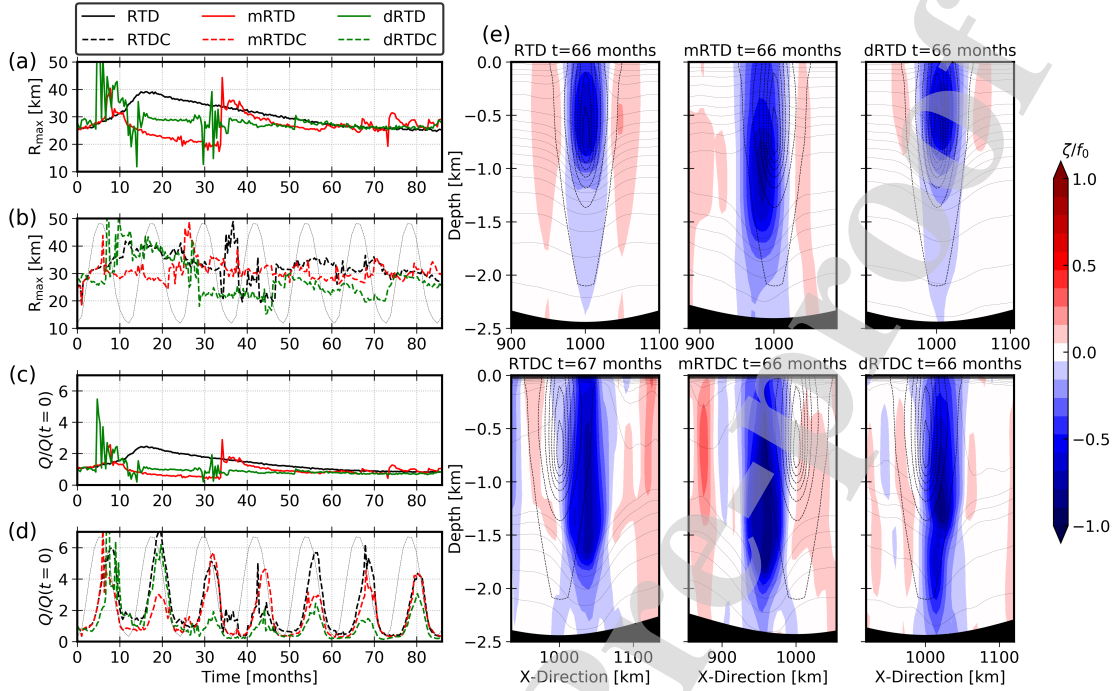 RTD mRTD dRTD
RTDC mRTDC dRTDC
(a)
50
40
30
20
10
R_max [km]
0 10 20 30 40 50 60 70 80
(b)
50
40
30
20
10
R_max [km]
0 10 20 30 40 50 60 70 80
(c)
6
4
2
0
Q/Q(t = 0)
0 10 20 30 40 50 60 70 80
(d)
6
4
2
0
Q/Q(t = 0)
0 10 20 30 40 50 60 70 80
Time [months]
(e)
RTD t=66 months mRTD t=66 months dRTD t=66 months
0.0
−0.5
−1.0
−1.5
−2.0
−2.5
Depth [km]
900 1000 1100 900 1000 1000 1100
RTDC t=67 months mRTDC t=66 months dRTDC t=66 months
0.0
−0.5
−1.0
−1.5
−2.0
−2.5
Depth [km]
1000 1100 900 1000 1000 1100
X-Direction [km] X-Direction [km] X-Direction [km]
ζ/f₀
1.0
0.5
0.0
−0.5
−1.0
Pre-proof